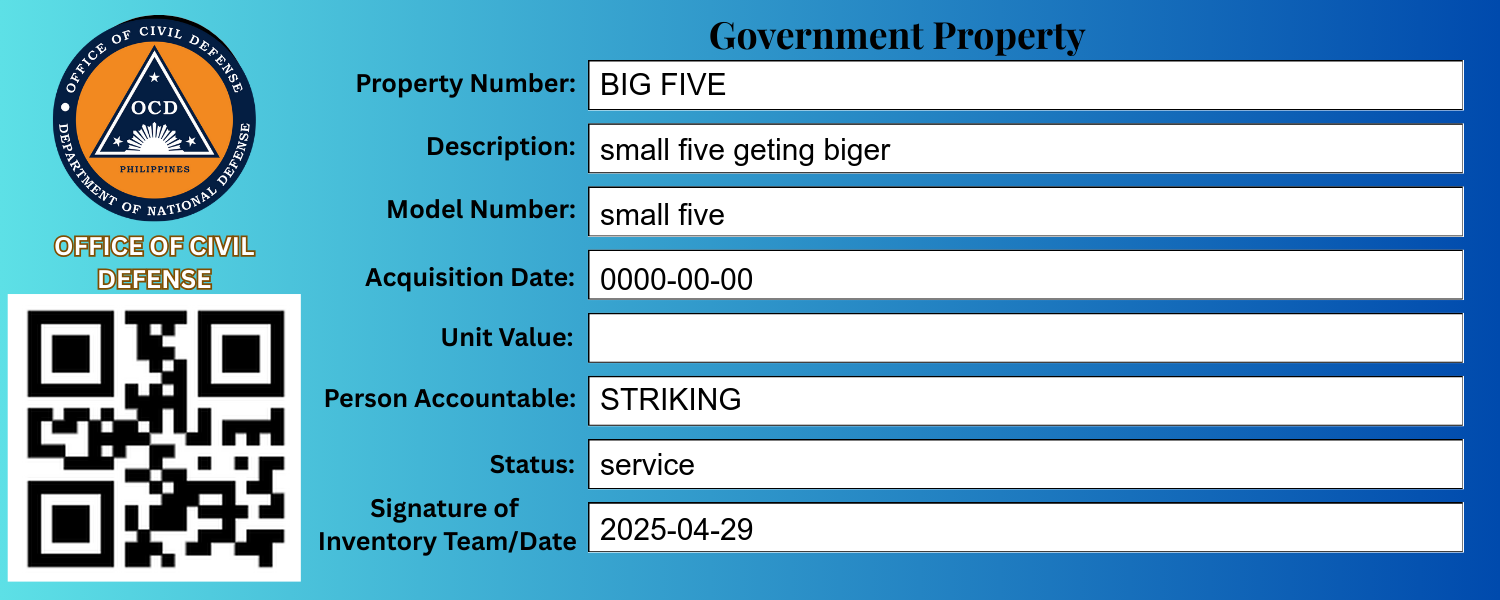 OFFICE OF CIVIL DEFENSE
OCD
PHILIPPINES
DEPARTMENT OF NATIONAL DEFENSE
OFFICE OF CIVIL
DEFENSE
Government Property
Property Number: BIG FIVE
Description: small five geting biger
Model Number: small five
Acquisition Date: 0000-00-00
Unit Value:
Person Accountable: STRIKING
Status: service
Signature of
Inventory Team/Date 2025-04-29